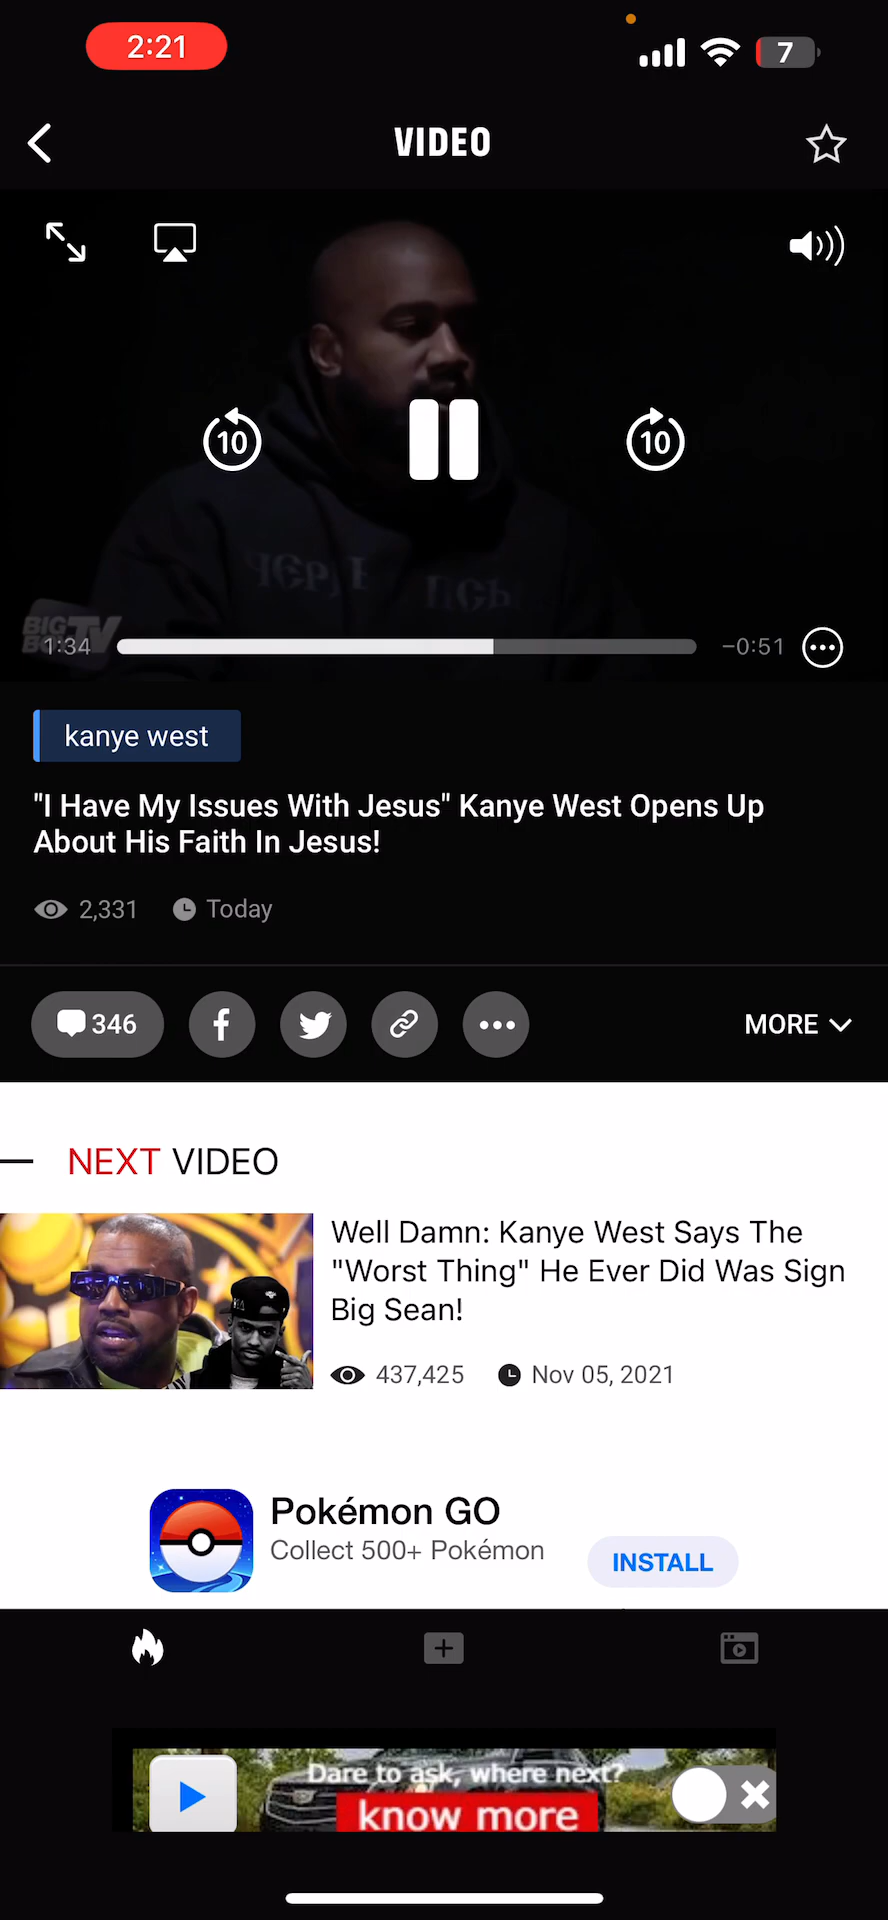 2:21
7
VIDEO
10
10
BIG
TV
1:34
−0:51
kanye west
"I Have My Issues With Jesus" Kanye West Opens Up
About His Faith In Jesus!
2,331
Today
346
MORE
NEXT VIDEO
Well Damn: Kanye West Says The
"Worst Thing" He Ever Did Was Sign
Big Sean!
437,425
Nov 05, 2021
Pokémon GO
Collect 500+ Pokémon
INSTALL
Dare to ask, where next?
know more